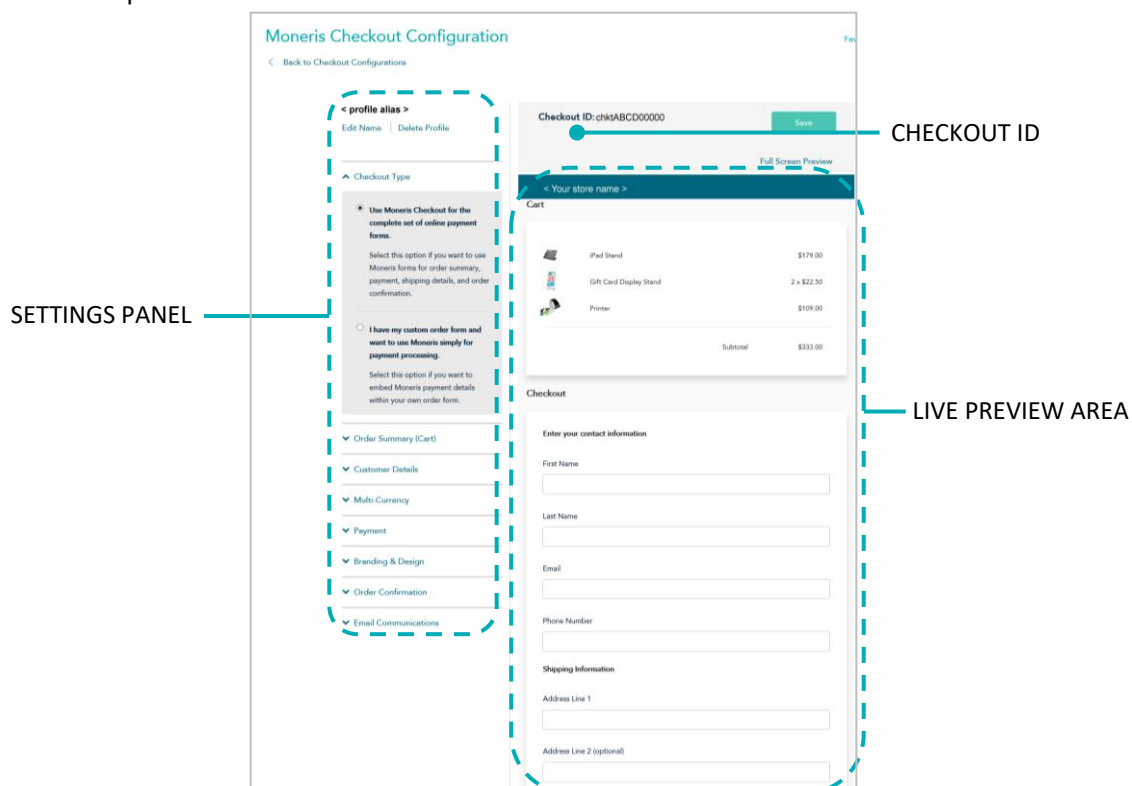 Moneris Checkout Configuration
Back to Checkout Configurations
< profile alias >
Edit Name | Delete Profile
Checkout Type
Use Moneris Checkout for the
complete set of online payment
forms.
Select this option if you want to use
Moneris forms for order summary,
payment, shipping details, and order
confirmation.
I have my custom order form and
want to use Moneris simply for
payment processing.
Select this option if you want to
embed Moneris payment details
within your own order form.
Order Summary (Cart)
Customer Details
Multi-Currency
Payment
Branding & Design
Order Confirmation
Email Communications
SETTINGS PANEL
Checkout ID: chktABCD00000
Save
CHECKOUT ID
Full Screen Preview
< Your store name >
Cart
iPad Stand $179.00
Gift Card Display Stand 2 x $22.50
Printer $109.00
Subtotal $333.00
Checkout
LIVE PREVIEW AREA
Enter your contact information
First Name
Last Name
Email
Phone Number
Shipping Information
Address Line 1
Address Line 2 (optional)